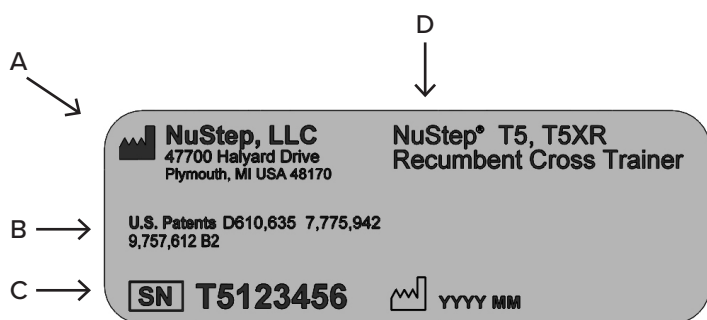 D
A
NuStep, LLC
47700 Halyard Drive
Plymouth, MI USA 48170
NuStep® T5, T5XR
Recumbent Cross Trainer
B
U.S. Patents D610,635 7,775,942
9,757,612 B2
C
SN T5123456
YYYY MM